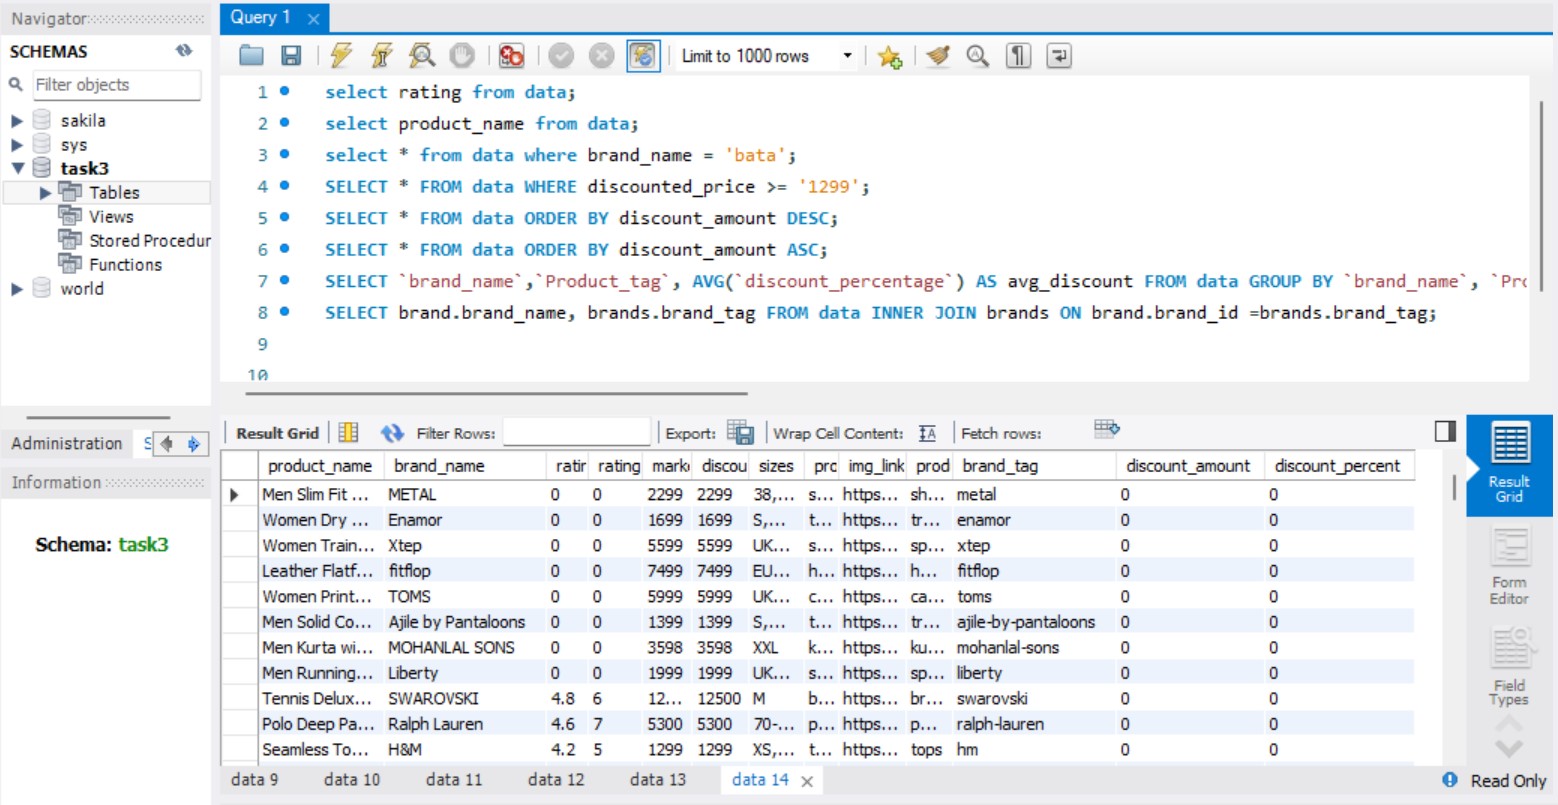 Navigator
SCHEMAS
Filter objects
sakila
sys
task3
Tables
Views
Stored Procedur
Functions
world
Administration S
Information
Schema: task3
Query 1
Limit to 1000 rows
1 select rating from data;
2 select product_name from data;
3 select * from data where brand_name = 'bata';
4 SELECT * FROM data WHERE discounted_price >= '1299';
5 SELECT * FROM data ORDER BY discount_amount DESC;
6 SELECT * FROM data ORDER BY discount_amount ASC;
7 SELECT `brand_name`,`Product_tag`, AVG(`discount_percentage`) AS avg_discount FROM data GROUP BY `brand_name`, `Pro
8 SELECT brand.brand_name, brands.brand_tag FROM data INNER JOIN brands ON brand.brand_id =brands.brand_tag;
9
10
Result Grid Filter Rows: Export: Wrap Cell Content: IA Fetch rows:
product_name brand_name ratin rating mark discou sizes pro img_link prod brand_tag discount_amount discount_percent
Men Slim Fit ... METAL 0 0 2299 2299 38,... s... https... sh... metal 0 0
Women Dry ... Enamor 0 0 1699 1699 S,... t... https... tr... enamor 0 0
Women Train... Xtep 0 0 5599 5599 UK... s... https... sp... xtep 0 0
Leather Flatf... fitflop 0 0 7499 7499 EU... h... https... h... fitflop 0 0
Women Print... TOMS 0 0 5999 5999 UK... c... https... ca... toms 0 0
Men Solid Co... Ajile by Pantaloons 0 0 1399 1399 S,... t... https... tr... ajile-by-pantaloons 0 0
Men Kurta wi... MOHANLAL SONS 0 0 3598 3598 XXL k... https... ku... mohanlal-sons 0 0
Men Running... Liberty 0 0 1999 1999 UK... s... https... sp... liberty 0 0
Tennis Delux... SWAROVSKI 4.8 6 12... 12500 M b... https... br... swarovski 0 0
Polo Deep Pa... Ralph Lauren 4.6 7 5300 5300 70-... p... https... p... ralph-lauren 0 0
Seamless To... H&M 4.2 5 1299 1299 XS,... t... https... tops hm 0 0
data 9 data 10 data 11 data 12 data 13 data 14
Result
Grid
Form
Editor
Field
Types
Read Only